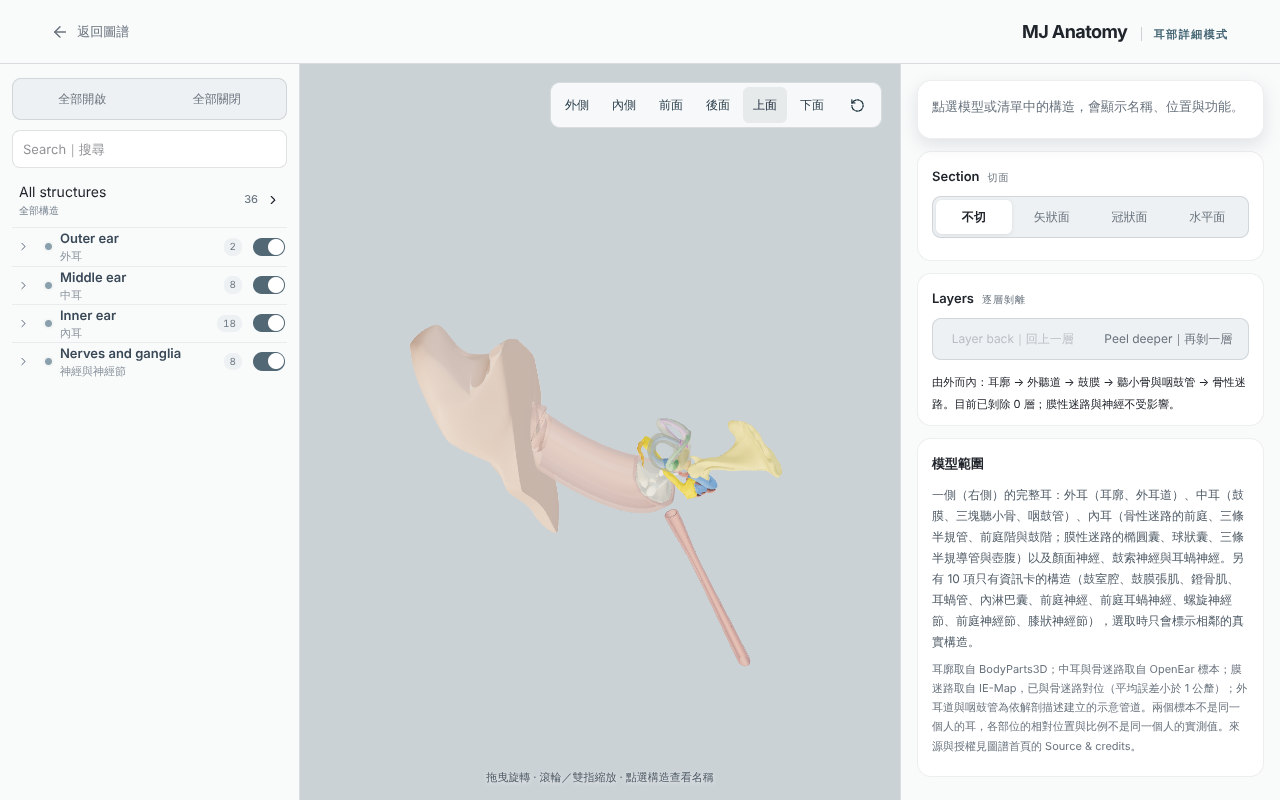 返回圖譜
MJ Anatomy
耳部詳細模式
全部開啟
全部關閉
Search｜搜尋
All structures
全部構造
36
Outer ear
外耳
2
Middle ear
中耳
8
Inner ear
內耳
18
Nerves and ganglia
神經與神經節
8
外側
內側
前面
後面
上面
下面
拖曳旋轉 · 滾輪／雙指縮放 · 點選構造查看名稱
點選模型或清單中的構造，會顯示名稱、位置與功能。
Section 切面
不切
矢狀面
冠狀面
水平面
Layers 逐層剝離
Layer back｜回上一層
Peel deeper｜再剝一層
由外而內：耳廓 → 外聽道 → 鼓膜 → 聽小骨與咽鼓管 → 骨性迷
路。目前已剝除 0 層；膜性迷路與神經不受影響。
模型範圍
一側（右側）的完整耳：外耳（耳廓、外耳道）、中耳（鼓
膜、三塊聽小骨、咽鼓管）、內耳（骨性迷路的前庭、三條
半規管、前庭階與鼓階；膜性迷路的橢圓囊、球狀囊、三條
半規導管與壺腹）以及顏面神經、鼓索神經與耳蝸神經。另
有 10 項只有資訊卡的構造（鼓室腔、鼓膜張肌、鐙骨肌、
耳蝸管、內淋巴囊、前庭神經、前庭耳蝸神經、螺旋神經
節、前庭神經節、膝狀神經節），選取時只會標示相鄰的真
實構造。
耳廓取自 BodyParts3D；中耳與骨迷路取自 OpenEar 標本；膜
迷路取自 IE-Map，已與骨迷路對位（平均誤差小於 1 公釐）；外
耳道與咽鼓管為依解剖描述建立的示意管道。兩個標本不是同一
個人的耳，各部位的相對位置與比例不是同一個人的實測值。來
源與授權見圖譜首頁的 Source & credits。